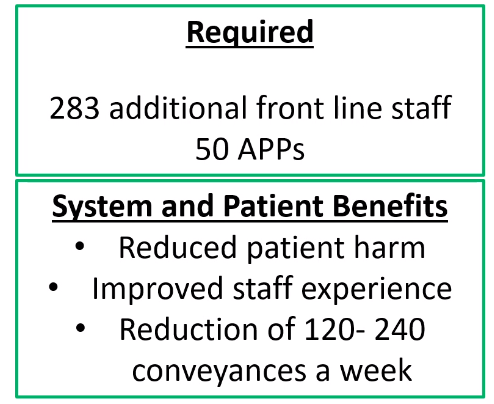 Required
283 additional front line staff
50 APPs
System and Patient Benefits
• Reduced patient harm
• Improved staff experience
• Reduction of 120- 240
conveyances a week